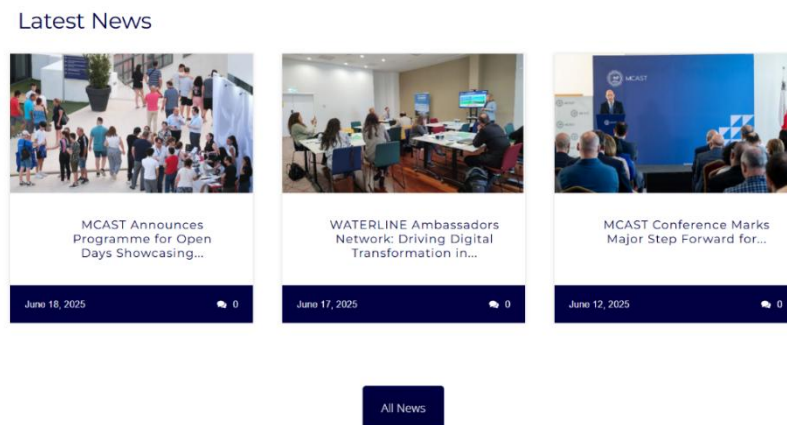 Latest News
MCAST
MCAST Announces
Programme for Open
Days Showcasing...
WATERLINE Ambassadors
Network: Driving Digital
Transformation in...
MCAST Conference Marks
Major Step Forward for...
June 18, 2025 0
June 17, 2025 0
June 12, 2025 0
All News